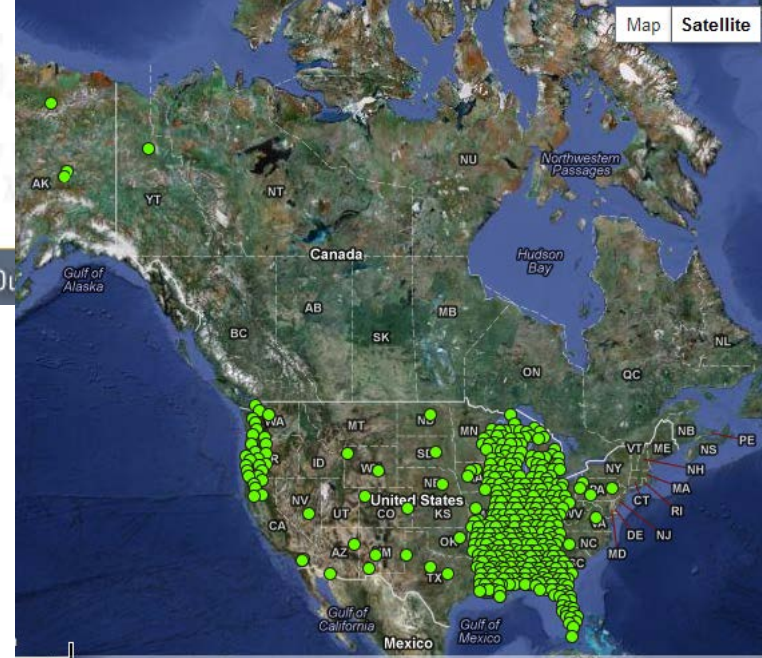 Map Satellite
NU
Northwestern
Passages
AK
YT
NT
Canada
Hudson
Bay
Gulf of
Alaska
AB
MB
BC
SK
NL
ON
QC
WA
MT
ND
MN
NB
PE
VT
ME
NS
ID
SD
NY
NH
NE
PA
MA
NV
UT
United States
CO
KS
CT
RI
CA
DE
NJ
MD
AZ
OK
NC
TX
Gulf of
California
Gulf of
Mexico
Mexico